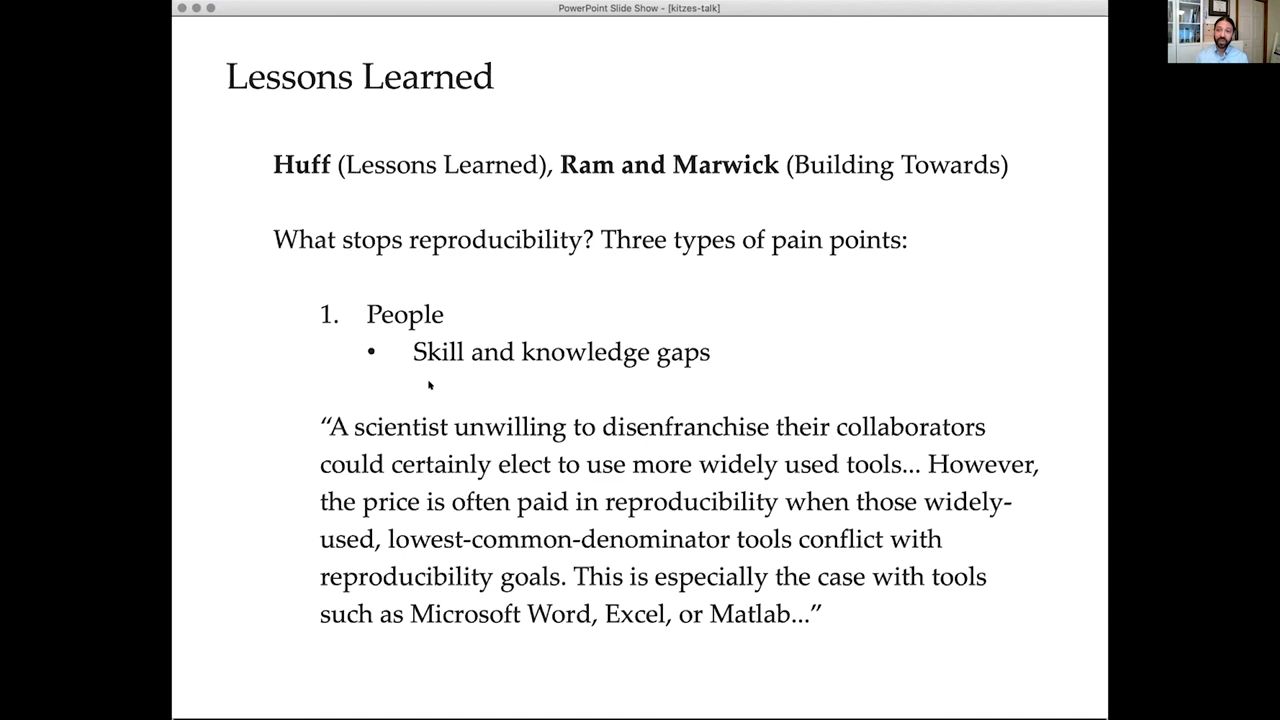 PowerPoint Slide Show - [kitzes-talk]
Lessons Learned
Huff (Lessons Learned), Ram and Marwick (Building Towards)
What stops reproducibility? Three types of pain points:
1. People
• Skill and knowledge gaps
“A scientist unwilling to disenfranchise their collaborators
could certainly elect to use more widely used tools... However,
the price is often paid in reproducibility when those widely-
used, lowest-common-denominator tools conflict with
reproducibility goals. This is especially the case with tools
such as Microsoft Word, Excel, or Matlab...”